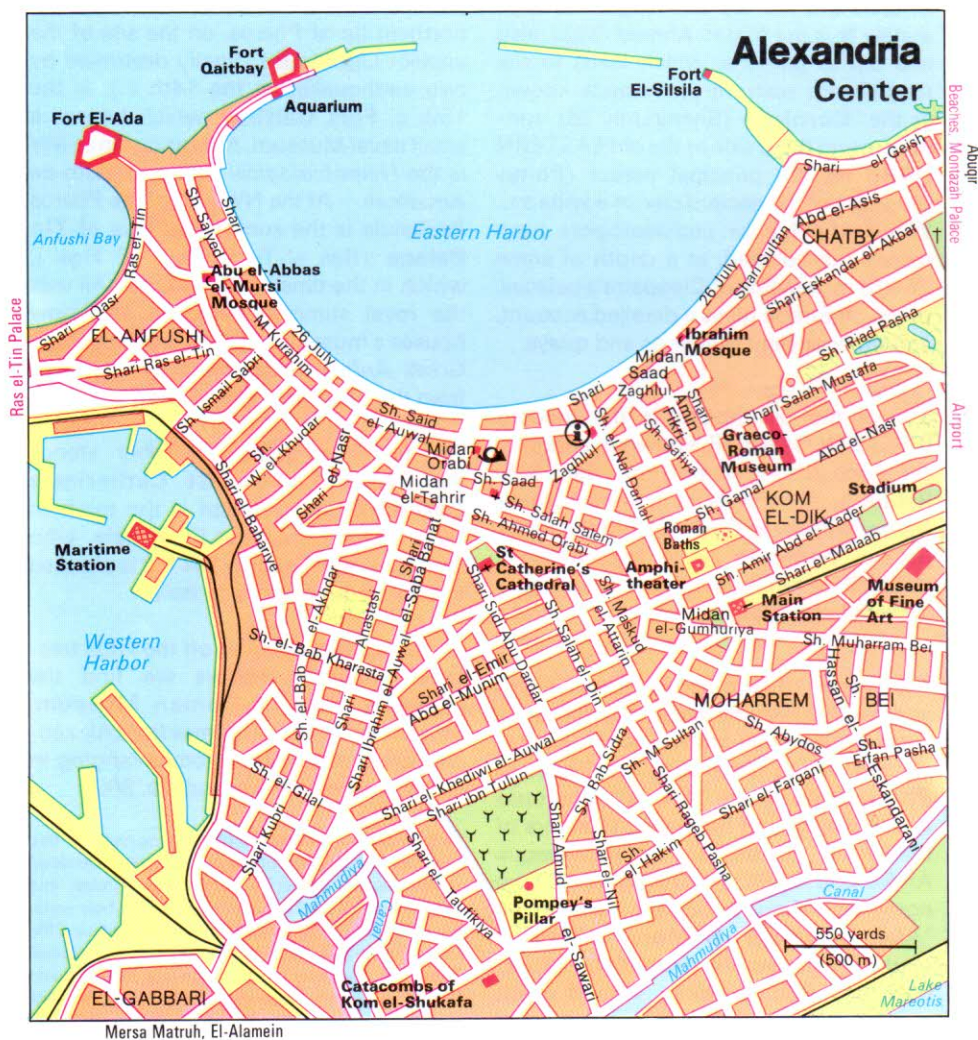 Alexandria
Center
Fort
Qaitbay
Aquarium
Fort
El-Silsila
Fort El-Ada
Beaches, Montazah Palace
Abuqir
Shari el-Geish
Anfushi Bay
Eastern Harbor
Abd el-Asis
CHATBY
Shari Sultan
Shari Eskandar el-Akbar
26 July
Ras el-Tin
Sh. Saiyed
Shari
Abu el-Abbas
el-Mursi
Mosque
Shari Qasr
EL-ANFUSHI
Shari Ras el-Tin
M. Kurahim
26 July
Ras el-Tin Palace
Ibrahim
Mosque
Midan
Saad
Zaghlul
Sh. Riad Pasha
Sh. Ismail Sabri
Shari
Amin
Fikri
Shari
Shari Salah Mustafa
Airport
Sh. Said
el-Auwal
Midan
Orabi
Sh. Saad
Zaghlul
Sh. el-Nabi Danial
Sh. Safiya
Graeco-
Roman
Museum
Abd el-Nasr
Sh.
W. el-Khudar
Shari el-Nasr
Midan
el-Tahrir
Sh. Salah Salem
Sh. Gamal
KOM
EL-DIK
Stadium
Shari el-Bahariye
Sh. Ahmed Orabi
Roman
Baths
Sh. Amir Abd el-Kader
Shari el-Malaab
Maritime
Station
St
Catherine's
Cathedral
Amphi-
theater
Main
Station
Museum
of Fine
Art
Midan
el-Gumhuriya
Shari
el-Saba Banat
el-Akhdar
Anastasi
Sh. Maskud
el-Attarin
Western
Harbor
Sh. el-Bab Kharasta
Shari Sidi Abu Dardar
Sh. Salah el-Din
Sh. Muharram Bei
Sh. el-Bab
Shari
Shari Ibrahim el-Auwal
Shari el-Emir
Abd el-Munim
MOHARREM
BEI
Hassan
Sh.
el-Eskandarani
Sh. Abydos
Sh.
Erfan Pasha
Sh. M. Sultan
Sh. Bab Sidra
Shari el-Khediwi el-Auwal
Shari ibn Tulun
Sh. el-Gilal
Shari Kubri
Shari Rageb Pasha
Shari el-Fargani
Sh.
el-Hakim
Shari el-Nil
Shari Amud
el-Sawari
Mahmudiya
Canal
Shari el-Taufikiya
Pompey's
Pillar
Mahmudiya
Canal
550 yards
(500 m)
EL-GABBARI
Catacombs of
Kom el-Shukafa
Lake
Mareotis
Mersa Matruh, El-Alamein